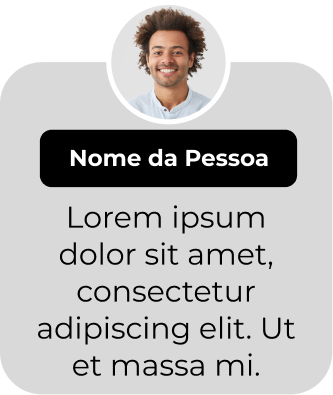 Nome da Pessoa
Lorem ipsum
dolor sit amet,
consectetur
adipiscing elit. Ut
et massa mi.